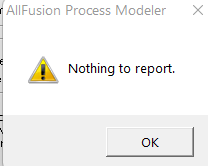 AllFusion Process Modeler
Nothing to report.
OK